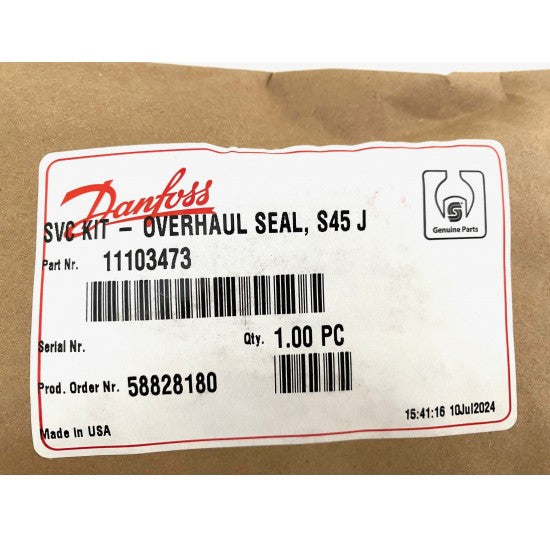 Danfoss
SVC KIT - OVERHAUL SEAL, S45 J
Genuine Parts
Part Nr. 11103473
Serial Nr.
Qty. 1.00 PC
Prod. Order Nr. 58828180
15:41:16 10Jul2024
Made in USA